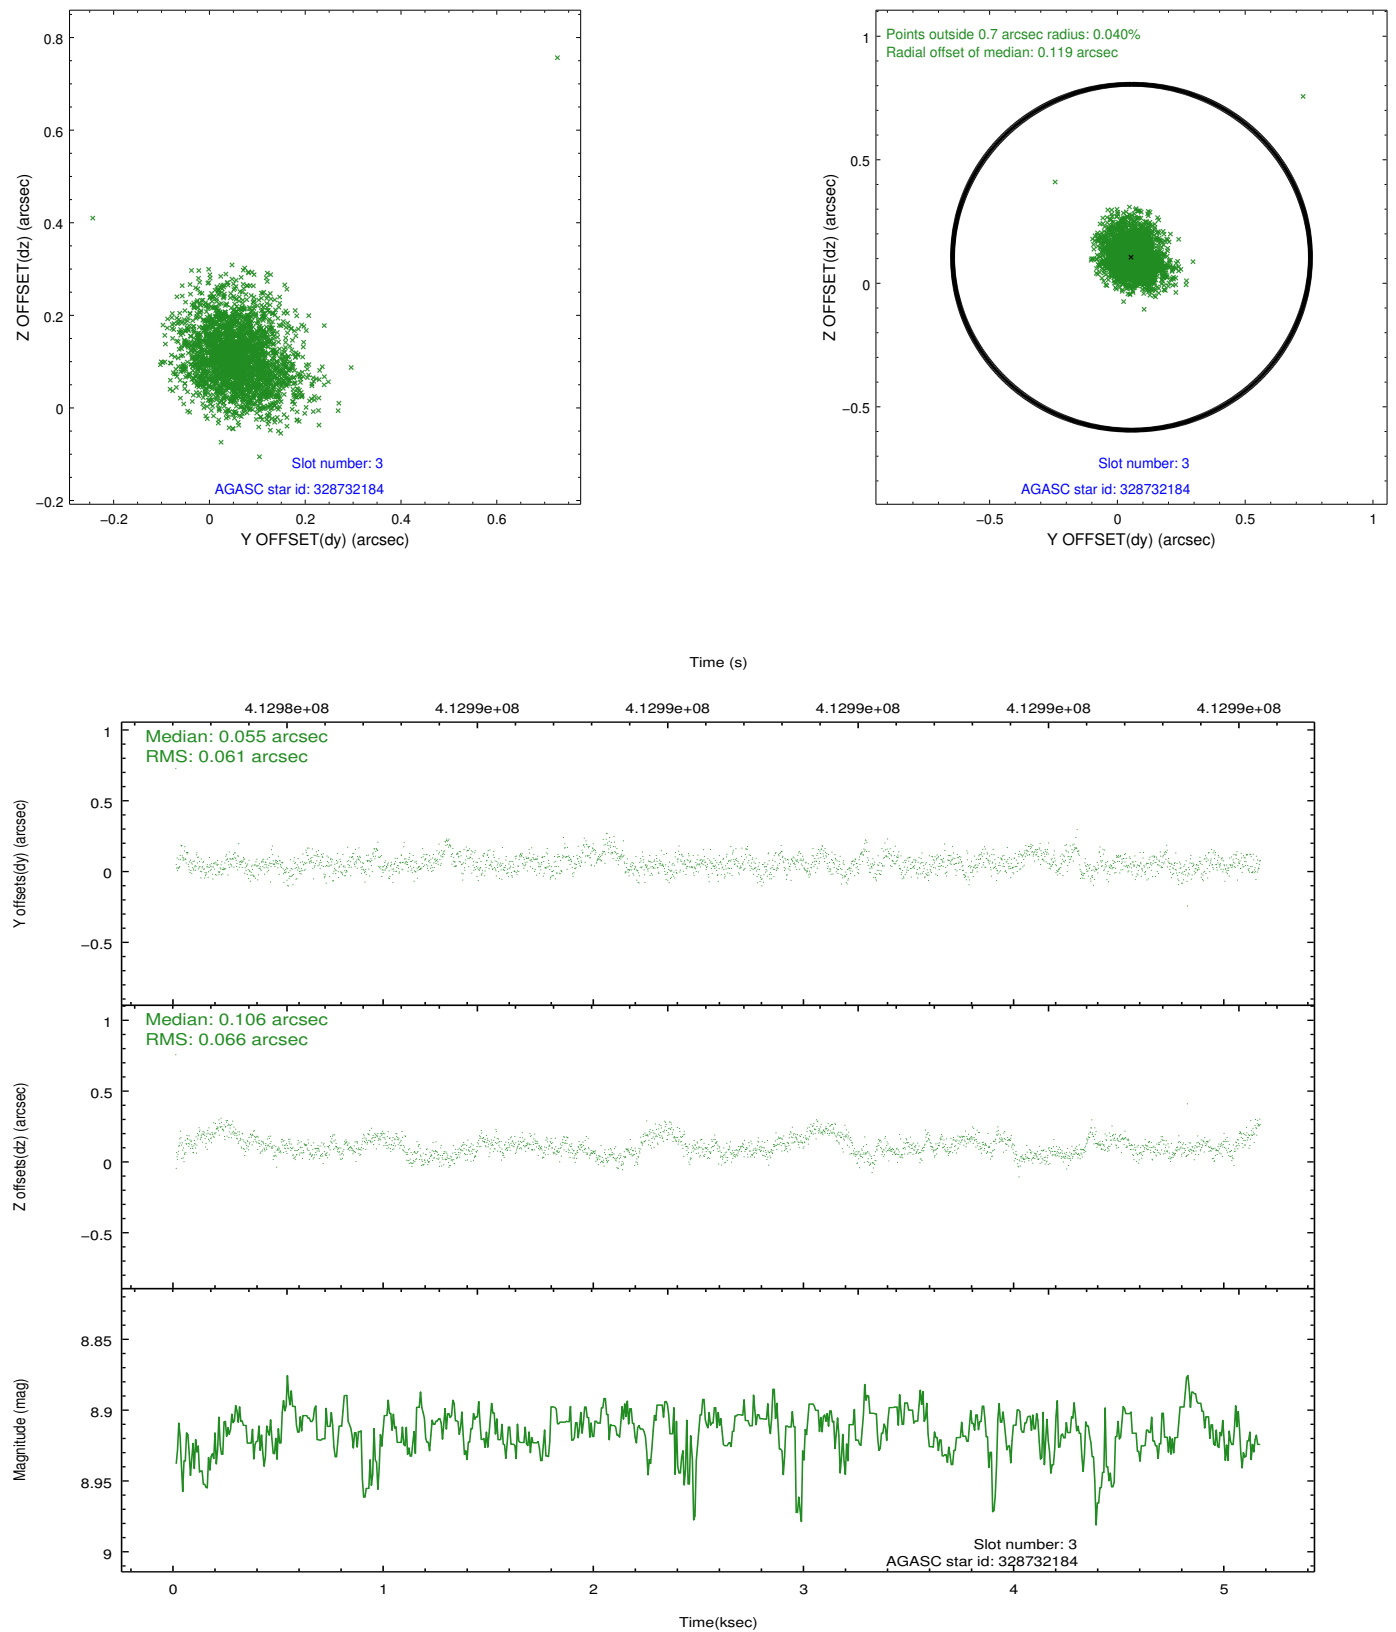 0.8
0.6
0.4
0.2
0
−0.2
Z OFFSET(dz) (arcsec)
−0.2 0 0.2 0.4 0.6
Y OFFSET(dy) (arcsec)
Slot number: 3
AGASC star id: 328732184
Points outside 0.7 arcsec radius: 0.040%
Radial offset of median: 0.119 arcsec
1
0.5
0
−0.5
Z OFFSET(dz) (arcsec)
−0.5 0 0.5 1
Y OFFSET(dy) (arcsec)
Slot number: 3
AGASC star id: 328732184
Time (s)
4.1298e+08 4.1299e+08 4.1299e+08 4.1299e+08 4.1299e+08 4.1299e+08
Median: 0.055 arcsec
RMS: 0.061 arcsec
1
0.5
0
−0.5
Y offsets(dy) (arcsec)
Median: 0.106 arcsec
RMS: 0.066 arcsec
1
0.5
0
−0.5
Z offsets(dz) (arcsec)
8.85
8.9
8.95
9
Magnitude (mag)
Slot number: 3
AGASC star id: 328732184
0 1 2 3 4 5
Time(ksec)